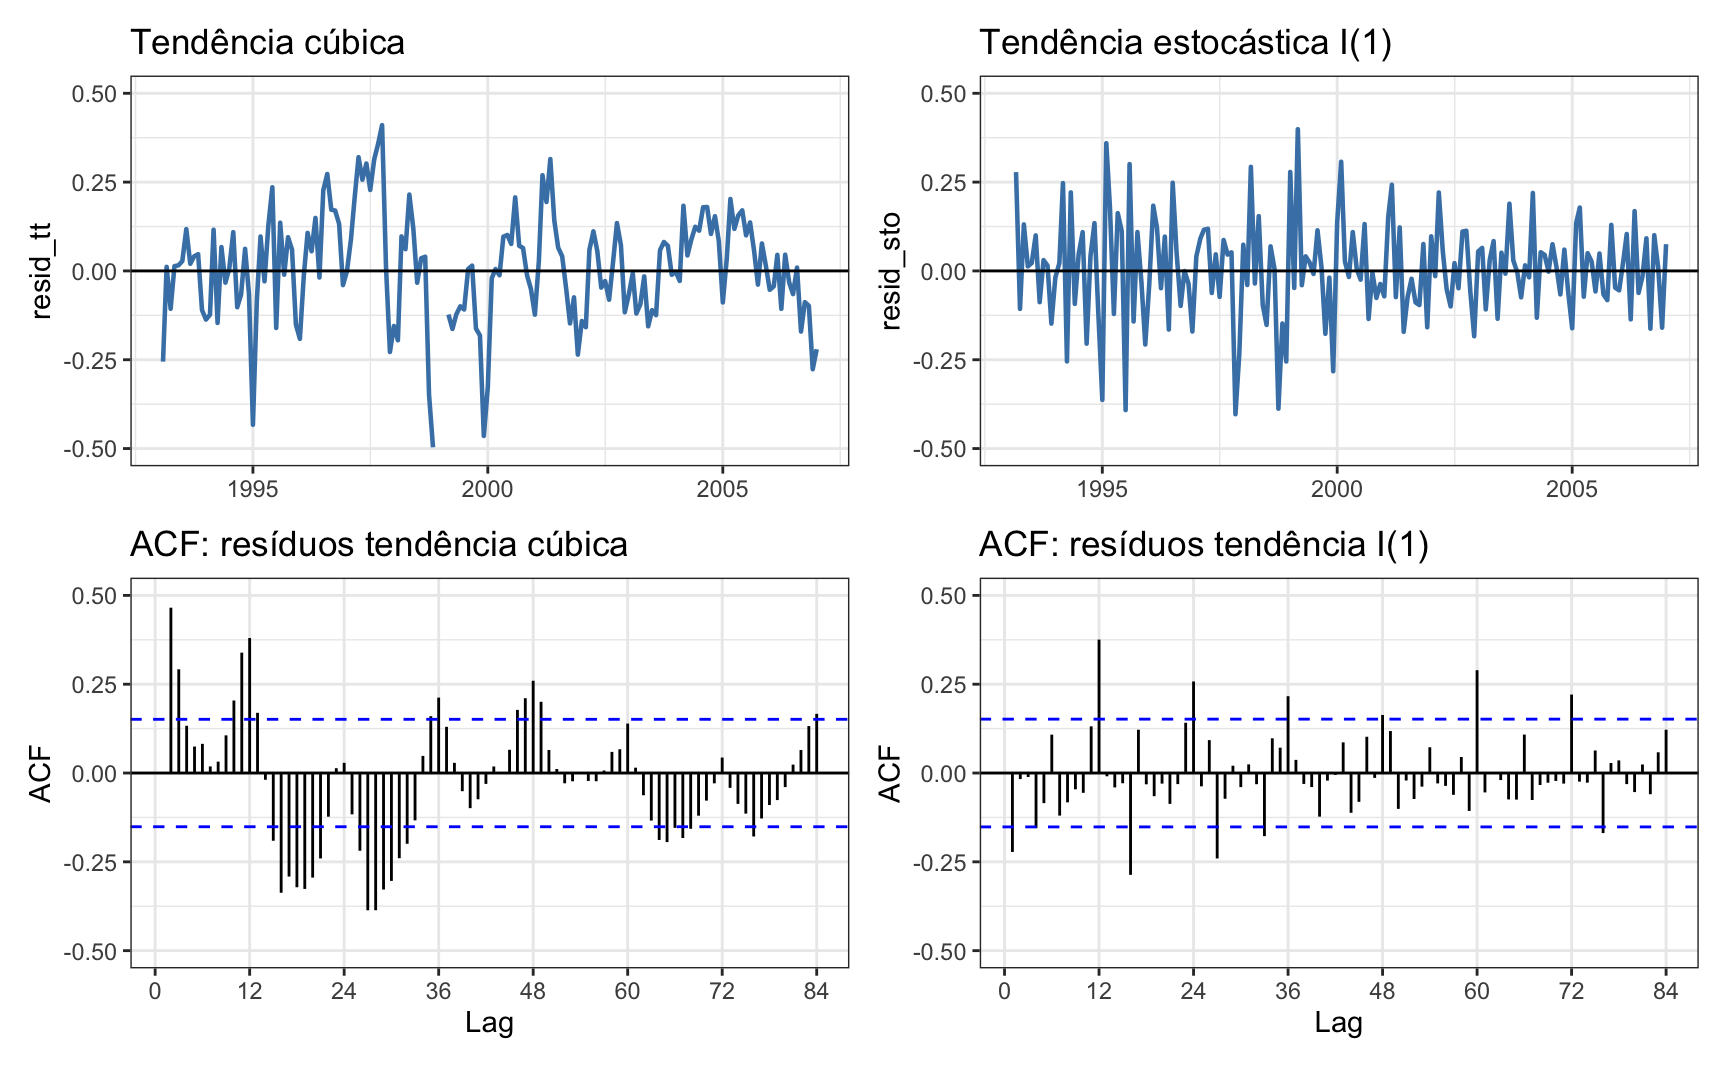 Tendência cúbica
resid_tt
0.50
0.25
0.00
-0.25
-0.50
1995 2000 2005
Tendência estocástica I(1)
resid_sto
0.50
0.25
0.00
-0.25
-0.50
1995 2000 2005
ACF: resíduos tendência cúbica
ACF
0.50
0.25
0.00
-0.25
-0.50
0 12 24 36 48 60 72 84
Lag
ACF: resíduos tendência I(1)
ACF
0.50
0.25
0.00
-0.25
-0.50
0 12 24 36 48 60 72 84
Lag